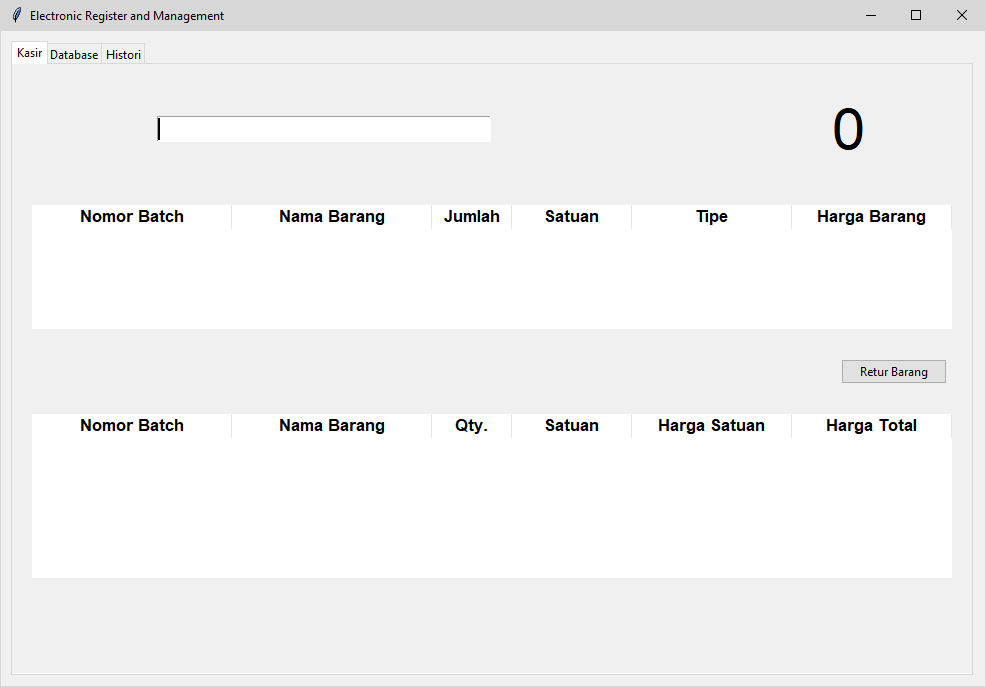 Electronic Register and Management
Kasir Database Histori
0
Nomor Batch Nama Barang Jumlah Satuan Tipe Harga Barang
Retur Barang
Nomor Batch Nama Barang Qty. Satuan Harga Satuan Harga Total